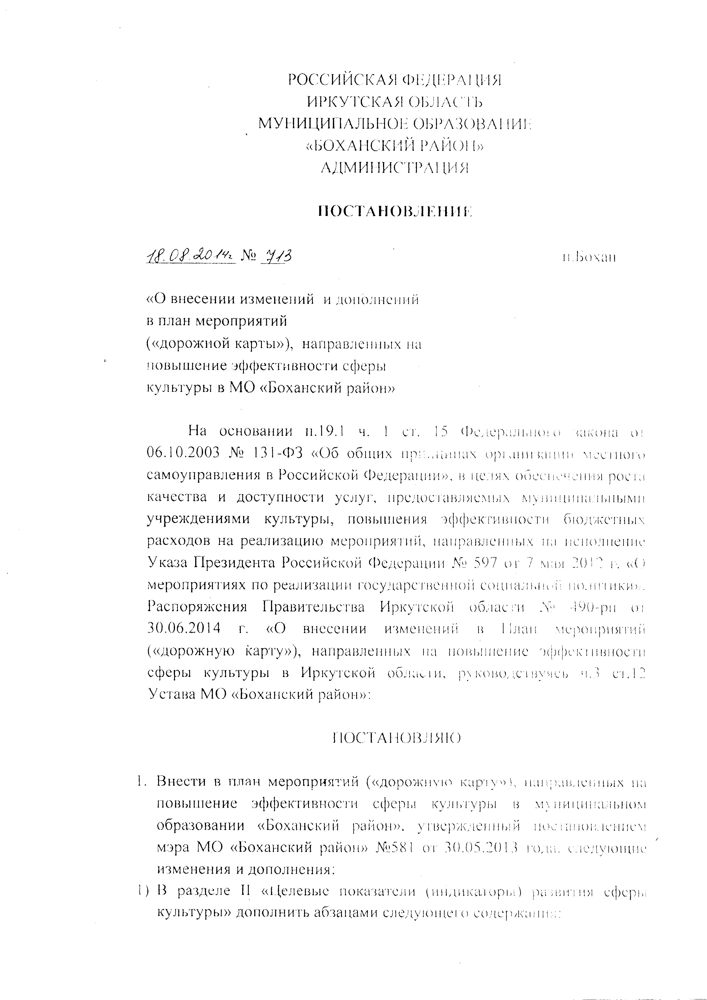 РОССИЙСКАЯ ФЕДЕРАЦИЯ
ИРКУТСКАЯ ОБЛАСТЬ
МУНИЦИПАЛЬНОЕ ОБРАЗОВАНИЕ
«БОХАНСКИЙ РАЙОН»
АДМИНИСТРАЦИЯ
ПОСТАНОВЛЕНИЕ
18.08.2014г № 713 п.Бохан
«О внесении изменений и дополнений
в план мероприятий
(«дорожной карты»), направленных на
повышение эффективности сферы
культуры в МО «Боханский район»
На основании п.19.1 ч. 1 ст. 15 Федерального закона от
06.10.2003 № 131-ФЗ «Об общих принципах организации местного
самоуправления в Российской Федерации», в целях обеспечения роста
качества и доступности услуг, предоставляемых муниципальными
учреждениями культуры, повышения эффективности бюджетных
расходов на реализацию мероприятий, направленных на исполнение
Указа Президента Российской Федерации № 597 от 7 мая 2012 г. «О
мероприятиях по реализации государственной социальной политики»,
Распоряжения Правительства Иркутской области № 490-рп от
30.06.2014 г. «О внесении изменений в План мероприятий
(«дорожную карту»), направленных на повышение эффективности
сферы культуры в Иркутской области, руководствуясь ч.3 ст.12
Устава МО «Боханский район»:
ПОСТАНОВЛЯЮ
1. Внести в план мероприятий («дорожную карту»), направленных на
повышение эффективности сферы культуры в муниципальном
образовании «Боханский район», утвержденный постановлением
мэра МО «Боханский район» №581 от 30.05.2013 года, следующие
изменения и дополнения:
1) В разделе II «Целевые показатели (индикаторы) развития сферы
культуры» дополнить абзацами следующего содержания: